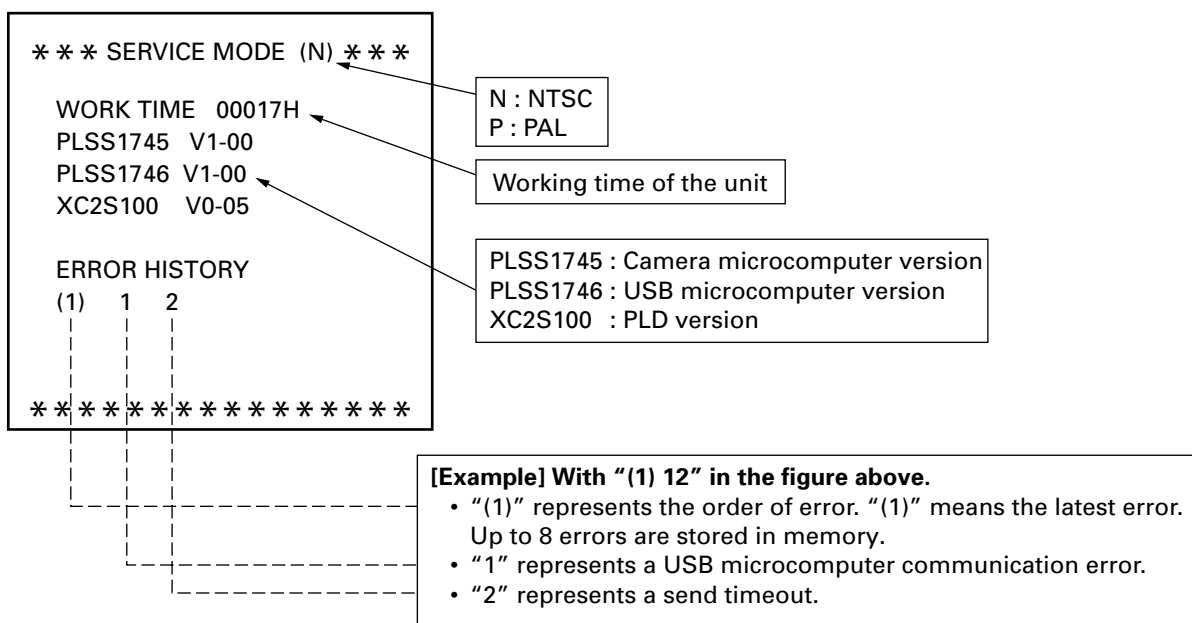 *** SERVICE MODE (N) ***
WORK TIME 00017H
PLSS1745 V1-00
PLSS1746 V1-00
XC2S100 V0-05
ERROR HISTORY
(1) 1 2
****************
N : NTSC
P : PAL
Working time of the unit
PLSS1745 : Camera microcomputer version
PLSS1746 : USB microcomputer version
XC2S100 : PLD version
[Example] With “(1) 12” in the figure above.
• “(1)” represents the order of error. “(1)” means the latest error.
Up to 8 errors are stored in memory.
• “1” represents a USB microcomputer communication error.
• “2” represents a send timeout.